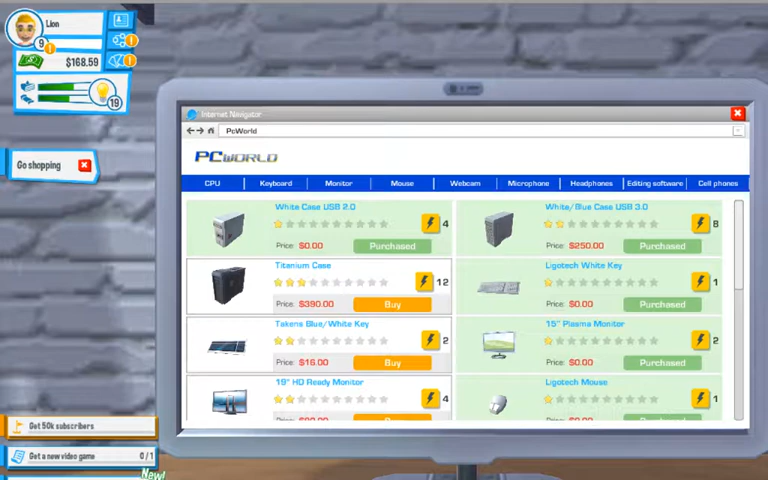 Lion
9
$168.59
19
Go shopping
Internet Navigator
PcWorld
PCWORLD
CPU
Keyboard
Monitor
Mouse
Webcam
Microphone
Headphones
Editing software
Cell phones
White Case USB 2.0
4
Price: $0.00
Purchased
White/Blue Case USB 3.0
8
Price: $250.00
Purchased
Titanium Case
12
Price: $390.00
Buy
Ligotech White Key
1
Price: $0.00
Purchased
Takens Blue/White Key
2
Price: $16.00
Buy
15" Plasma Monitor
2
Price: $0.00
Purchased
19" HD Ready Monitor
4
Ligotech Mouse
1
Get 50k subscribers
Get a new video game
0/1
New!